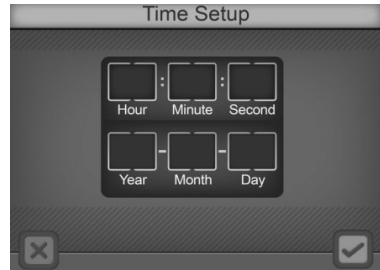 Time Setup
: :
Hour Minute Second
- -
Year Month Day